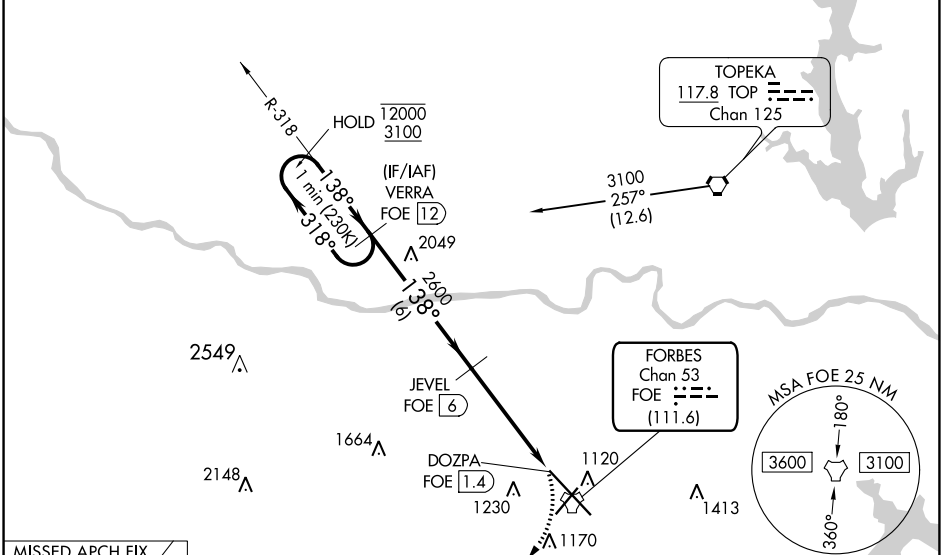 TOPEKA
117.8 TOP
Chan 125
R-318
HOLD 12000
3100
138°
1 min (230K)
318°
(IF/IAF)
VERRA
FOE 12
3100
257°
(12.6)
2049
2600
138°
(6)
2549
JEVEL
FOE 6
FORBES
Chan 53
FOE
(111.6)
MSA FOE 25 NM
180°
3600
3100
360°
1664
2148
DOZPA
FOE 1.4
1120
1230
1413
1170
MISSED APCH FIX